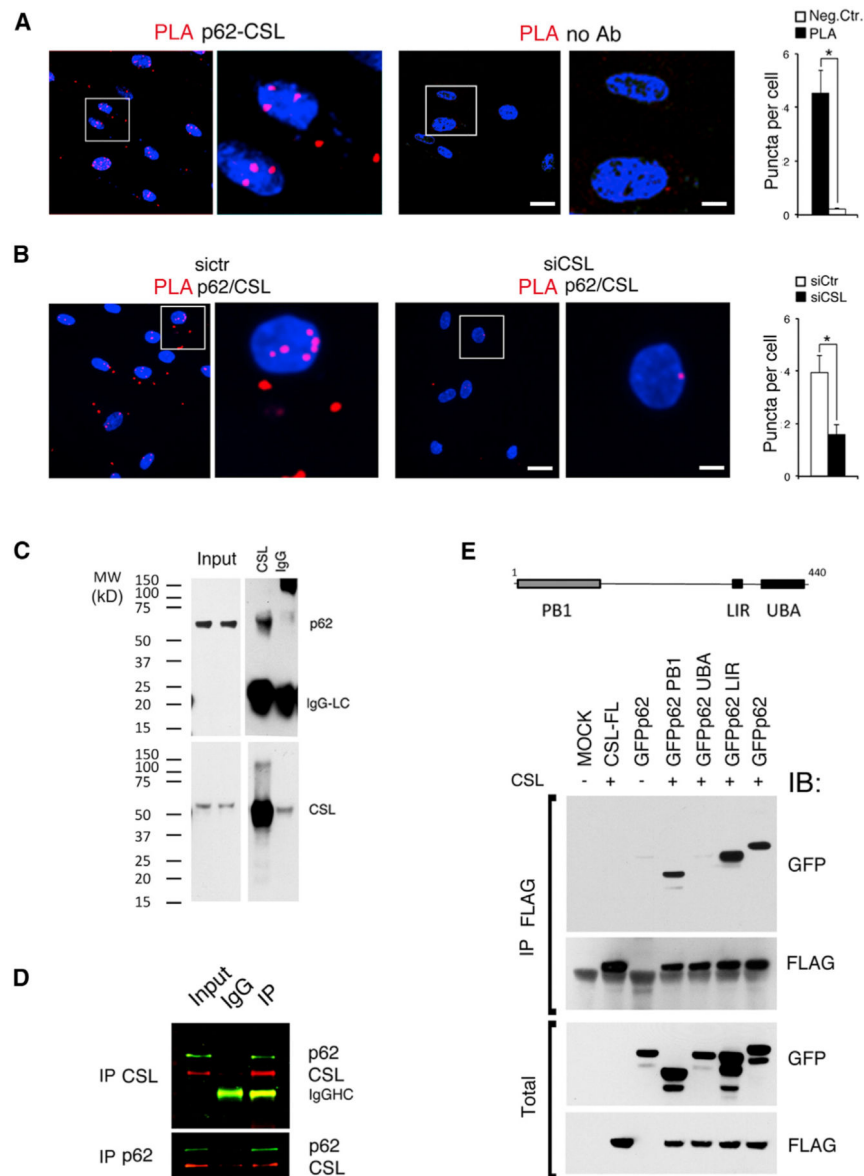 A
PLA p62-CSL
PLA no Ab
Neg.Ctr.
PLA
*
Puncta per cell
6
4
2
0
B
sictr
PLA p62/CSL
siCSL
PLA p62/CSL
siCtr
siCSL
*
Puncta per cell
6
4
2
0
C
Input
CSL
IgG
MW
(kD)
150
100
75
50
37
25
20
15
p62
IgG-LC
150
100
75
50
37
25
20
15
CSL
D
Input
IgG
IP
IP CSL
p62
CSL
IgGHC
IP p62
p62
CSL
E
1
440
PB1
LIR
UBA
MOCK
CSL-FL
GFPp62
GFPp62 PB1
GFPp62 UBA
GFPp62 LIR
GFPp62
CSL - + - + + + + IB:
IP FLAG
GFP
FLAG
Total
GFP
FLAG